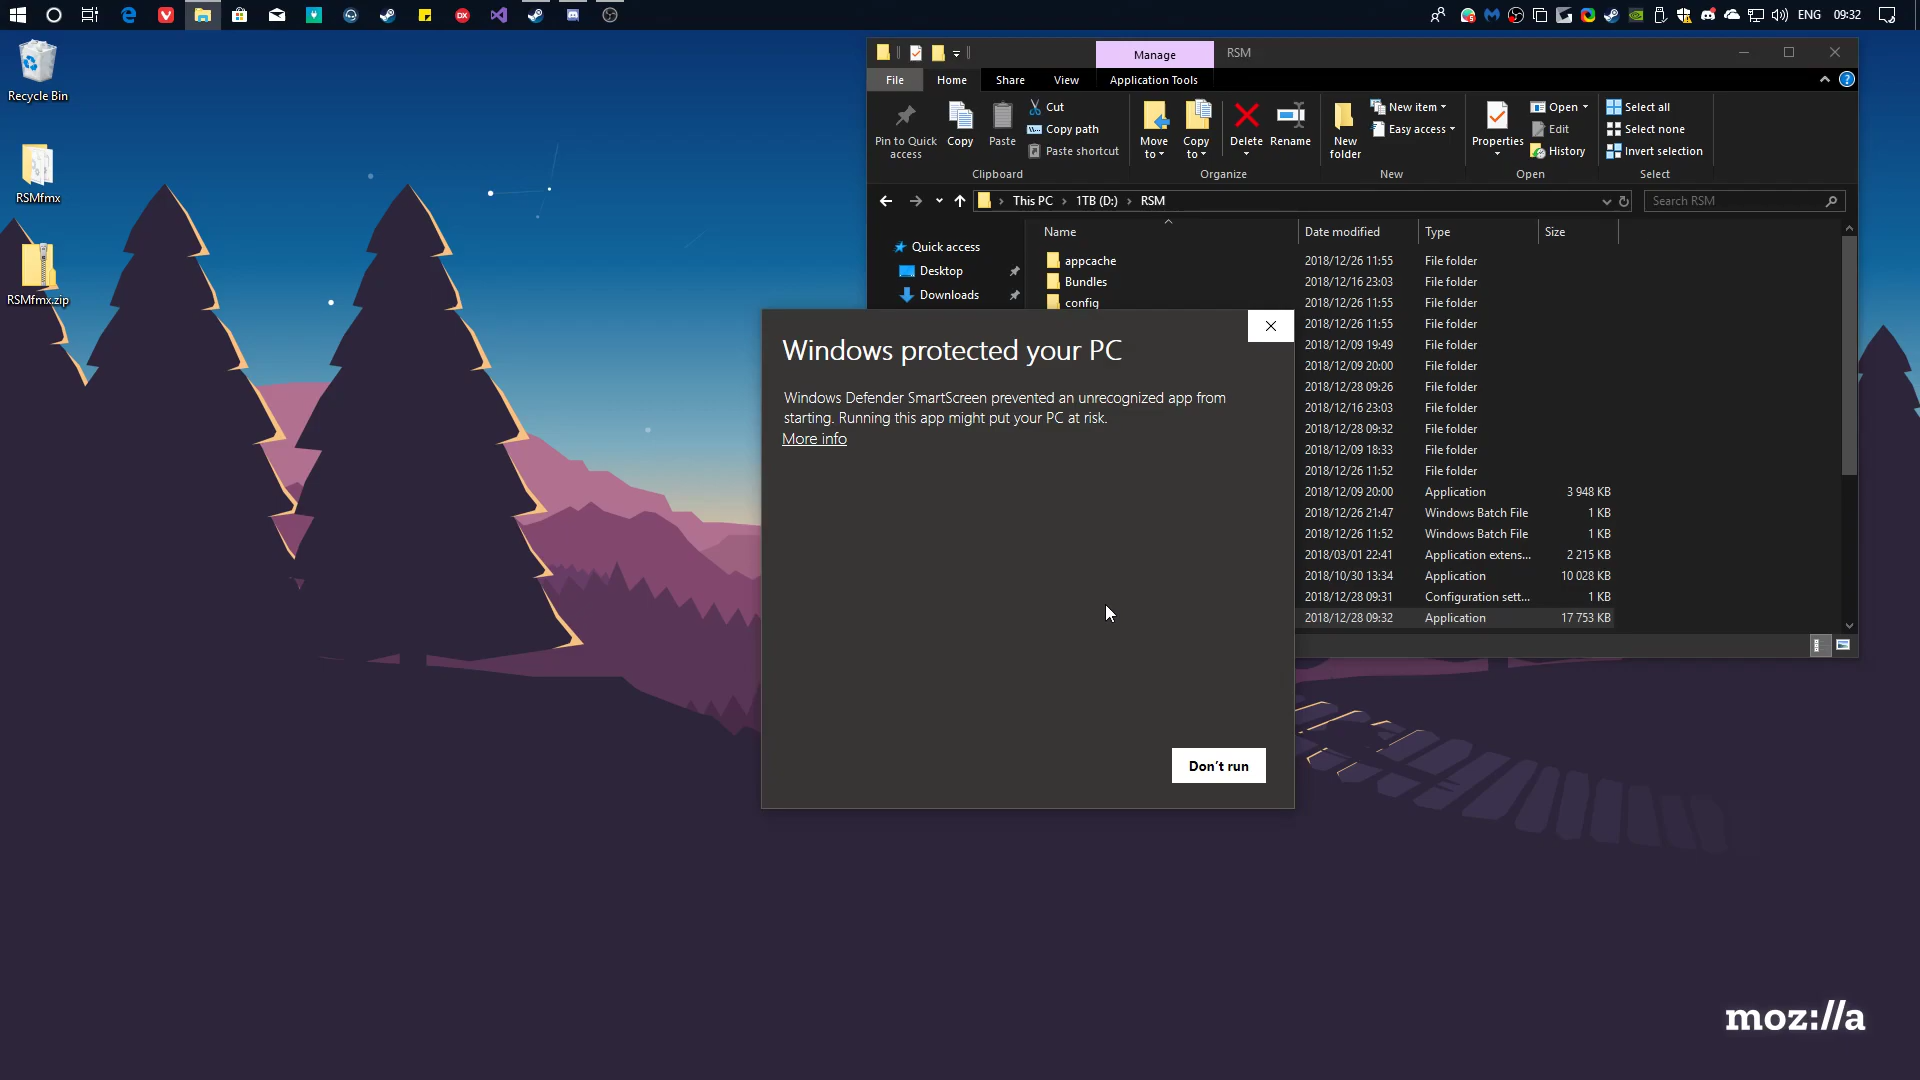 ENG
09:32
Recycle Bin
RSMfmx
RSMfmx.zip
Manage
RSM
File
Home
Share
View
Application Tools
Pin to Quick
access
Copy
Paste
Cut
Copy path
Paste shortcut
Clipboard
Move
to
Copy
to
Delete
Rename
Organize
New
folder
New item
Easy access
New
Properties
Open
Edit
History
Open
Select all
Select none
Invert selection
Select
This PC
1TB (D:)
RSM
Search RSM
Name
Date modified
Type
Size
Quick access
Desktop
Downloads
appcache 2018/12/26 11:55 File folder
Bundles 2018/12/16 23:03 File folder
config 2018/12/26 11:55 File folder
2018/12/26 11:55 File folder
2018/12/09 19:49 File folder
2018/12/09 20:00 File folder
2018/12/28 09:26 File folder
2018/12/16 23:03 File folder
2018/12/28 09:32 File folder
2018/12/09 18:33 File folder
2018/12/26 11:52 File folder
2018/12/09 20:00 Application 3 948 KB
2018/12/26 21:47 Windows Batch File 1 KB
2018/12/26 11:52 Windows Batch File 1 KB
2018/03/01 22:41 Application extens... 2 215 KB
2018/10/30 13:34 Application 10 028 KB
2018/12/28 09:31 Configuration sett... 1 KB
2018/12/28 09:32 Application 17 753 KB
Windows protected your PC
Windows Defender SmartScreen prevented an unrecognized app from
starting. Running this app might put your PC at risk.
More info
Don't run
moz://a